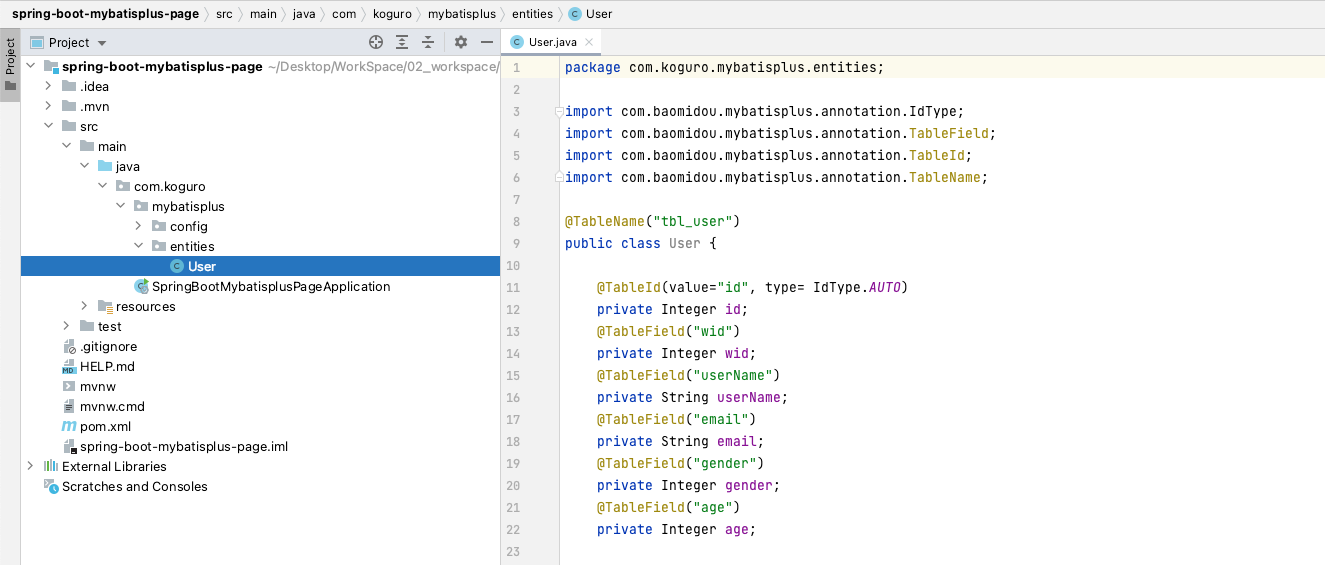 spring-boot-mybatisplus-page src main java com koguro mybatisplus entities User
Project
Project
spring-boot-mybatisplus-page ~/Desktop/WorkSpace/02_workspace/
.idea
.mvn
src
main
java
com.koguro
mybatisplus
config
entities
User
SpringBootMybatisplusPageApplication
resources
test
.gitignore
HELP.md
mvnw
mvnw.cmd
pom.xml
spring-boot-mybatisplus-page.iml
External Libraries
Scratches and Consoles
User.java
1 package com.koguro.mybatisplus.entities;
2
3 import com.baomidou.mybatisplus.annotation.IdType;
4 import com.baomidou.mybatisplus.annotation.TableField;
5 import com.baomidou.mybatisplus.annotation.TableId;
6 import com.baomidou.mybatisplus.annotation.TableName;
7
8 @TableName("tbl_user")
9 public class User {
10
11 @TableId(value="id", type= IdType.AUTO)
12 private Integer id;
13 @TableField("wid")
14 private Integer wid;
15 @TableField("userName")
16 private String userName;
17 @TableField("email")
18 private String email;
19 @TableField("gender")
20 private Integer gender;
21 @TableField("age")
22 private Integer age;
23